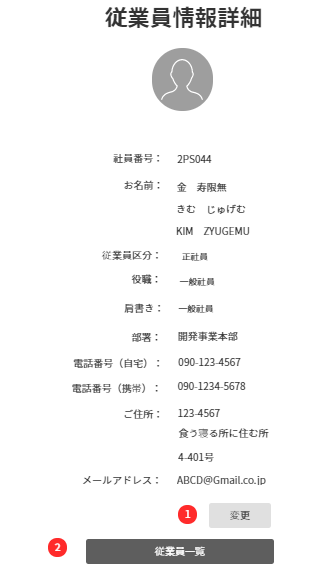 従業員情報詳細
社員番号： 2PS044
お名前： 金　寿限無
きむ　じゅげむ
KIM　ZYUGEMU
従業員区分： 正社員
役職： 一般社員
肩書き： 一般社員
部署： 開発事業本部
電話番号（自宅）： 090-123-4567
電話番号（携帯）： 090-1234-5678
ご住所： 123-4567
食う寝る所に住む所
4-401号
メールアドレス： ABCD@Gmail.co.jp
1 変更
2 従業員一覧